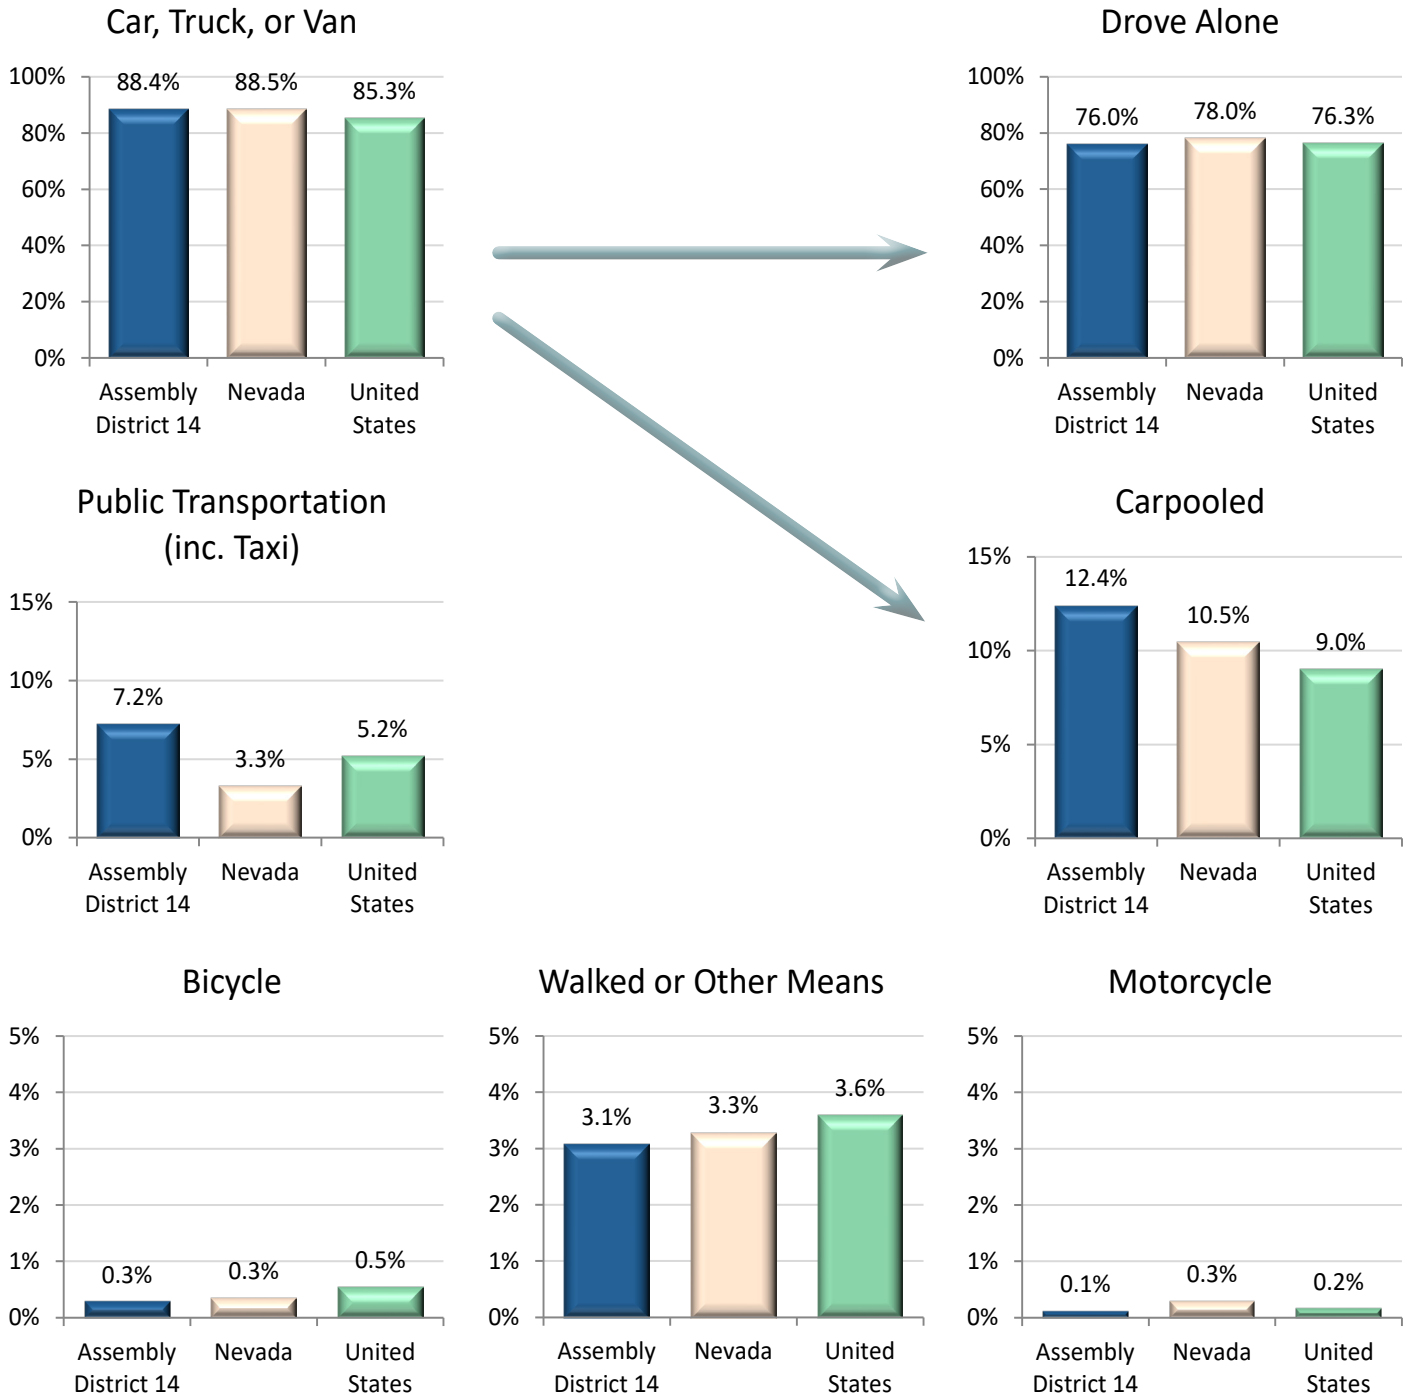 Car, Truck, or Van
100%
80%
60%
40%
20%
0%
88.4%
88.5%
85.3%
Assembly
District 14
Nevada
United
States
Drove Alone
100%
80%
60%
40%
20%
0%
76.0%
78.0%
76.3%
Assembly
District 14
Nevada
United
States
Public Transportation
(inc. Taxi)
15%
10%
5%
0%
7.2%
3.3%
5.2%
Assembly
District 14
Nevada
United
States
Carpooled
15%
10%
5%
0%
12.4%
10.5%
9.0%
Assembly
District 14
Nevada
United
States
Bicycle
5%
4%
3%
2%
1%
0%
0.3%
0.3%
0.5%
Assembly
District 14
Nevada
United
States
Walked or Other Means
5%
4%
3%
2%
1%
0%
3.1%
3.3%
3.6%
Assembly
District 14
Nevada
United
States
Motorcycle
5%
4%
3%
2%
1%
0%
0.1%
0.3%
0.2%
Assembly
District 14
Nevada
United
States